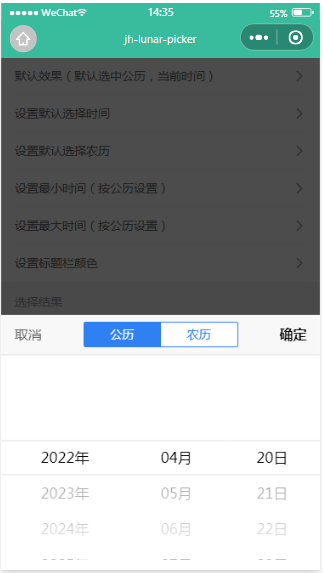 WeChat 14:35 55%
jh-lunar-picker
默认效果（默认选中公历，当前时间）
设置默认选择时间
设置默认选择农历
设置最小时间（按公历设置）
设置最大时间（按公历设置）
设置标题栏颜色
选择结果
取消 公历 农历 确定
2022年 04月 20日
2023年 05月 21日
2024年 06月 22日